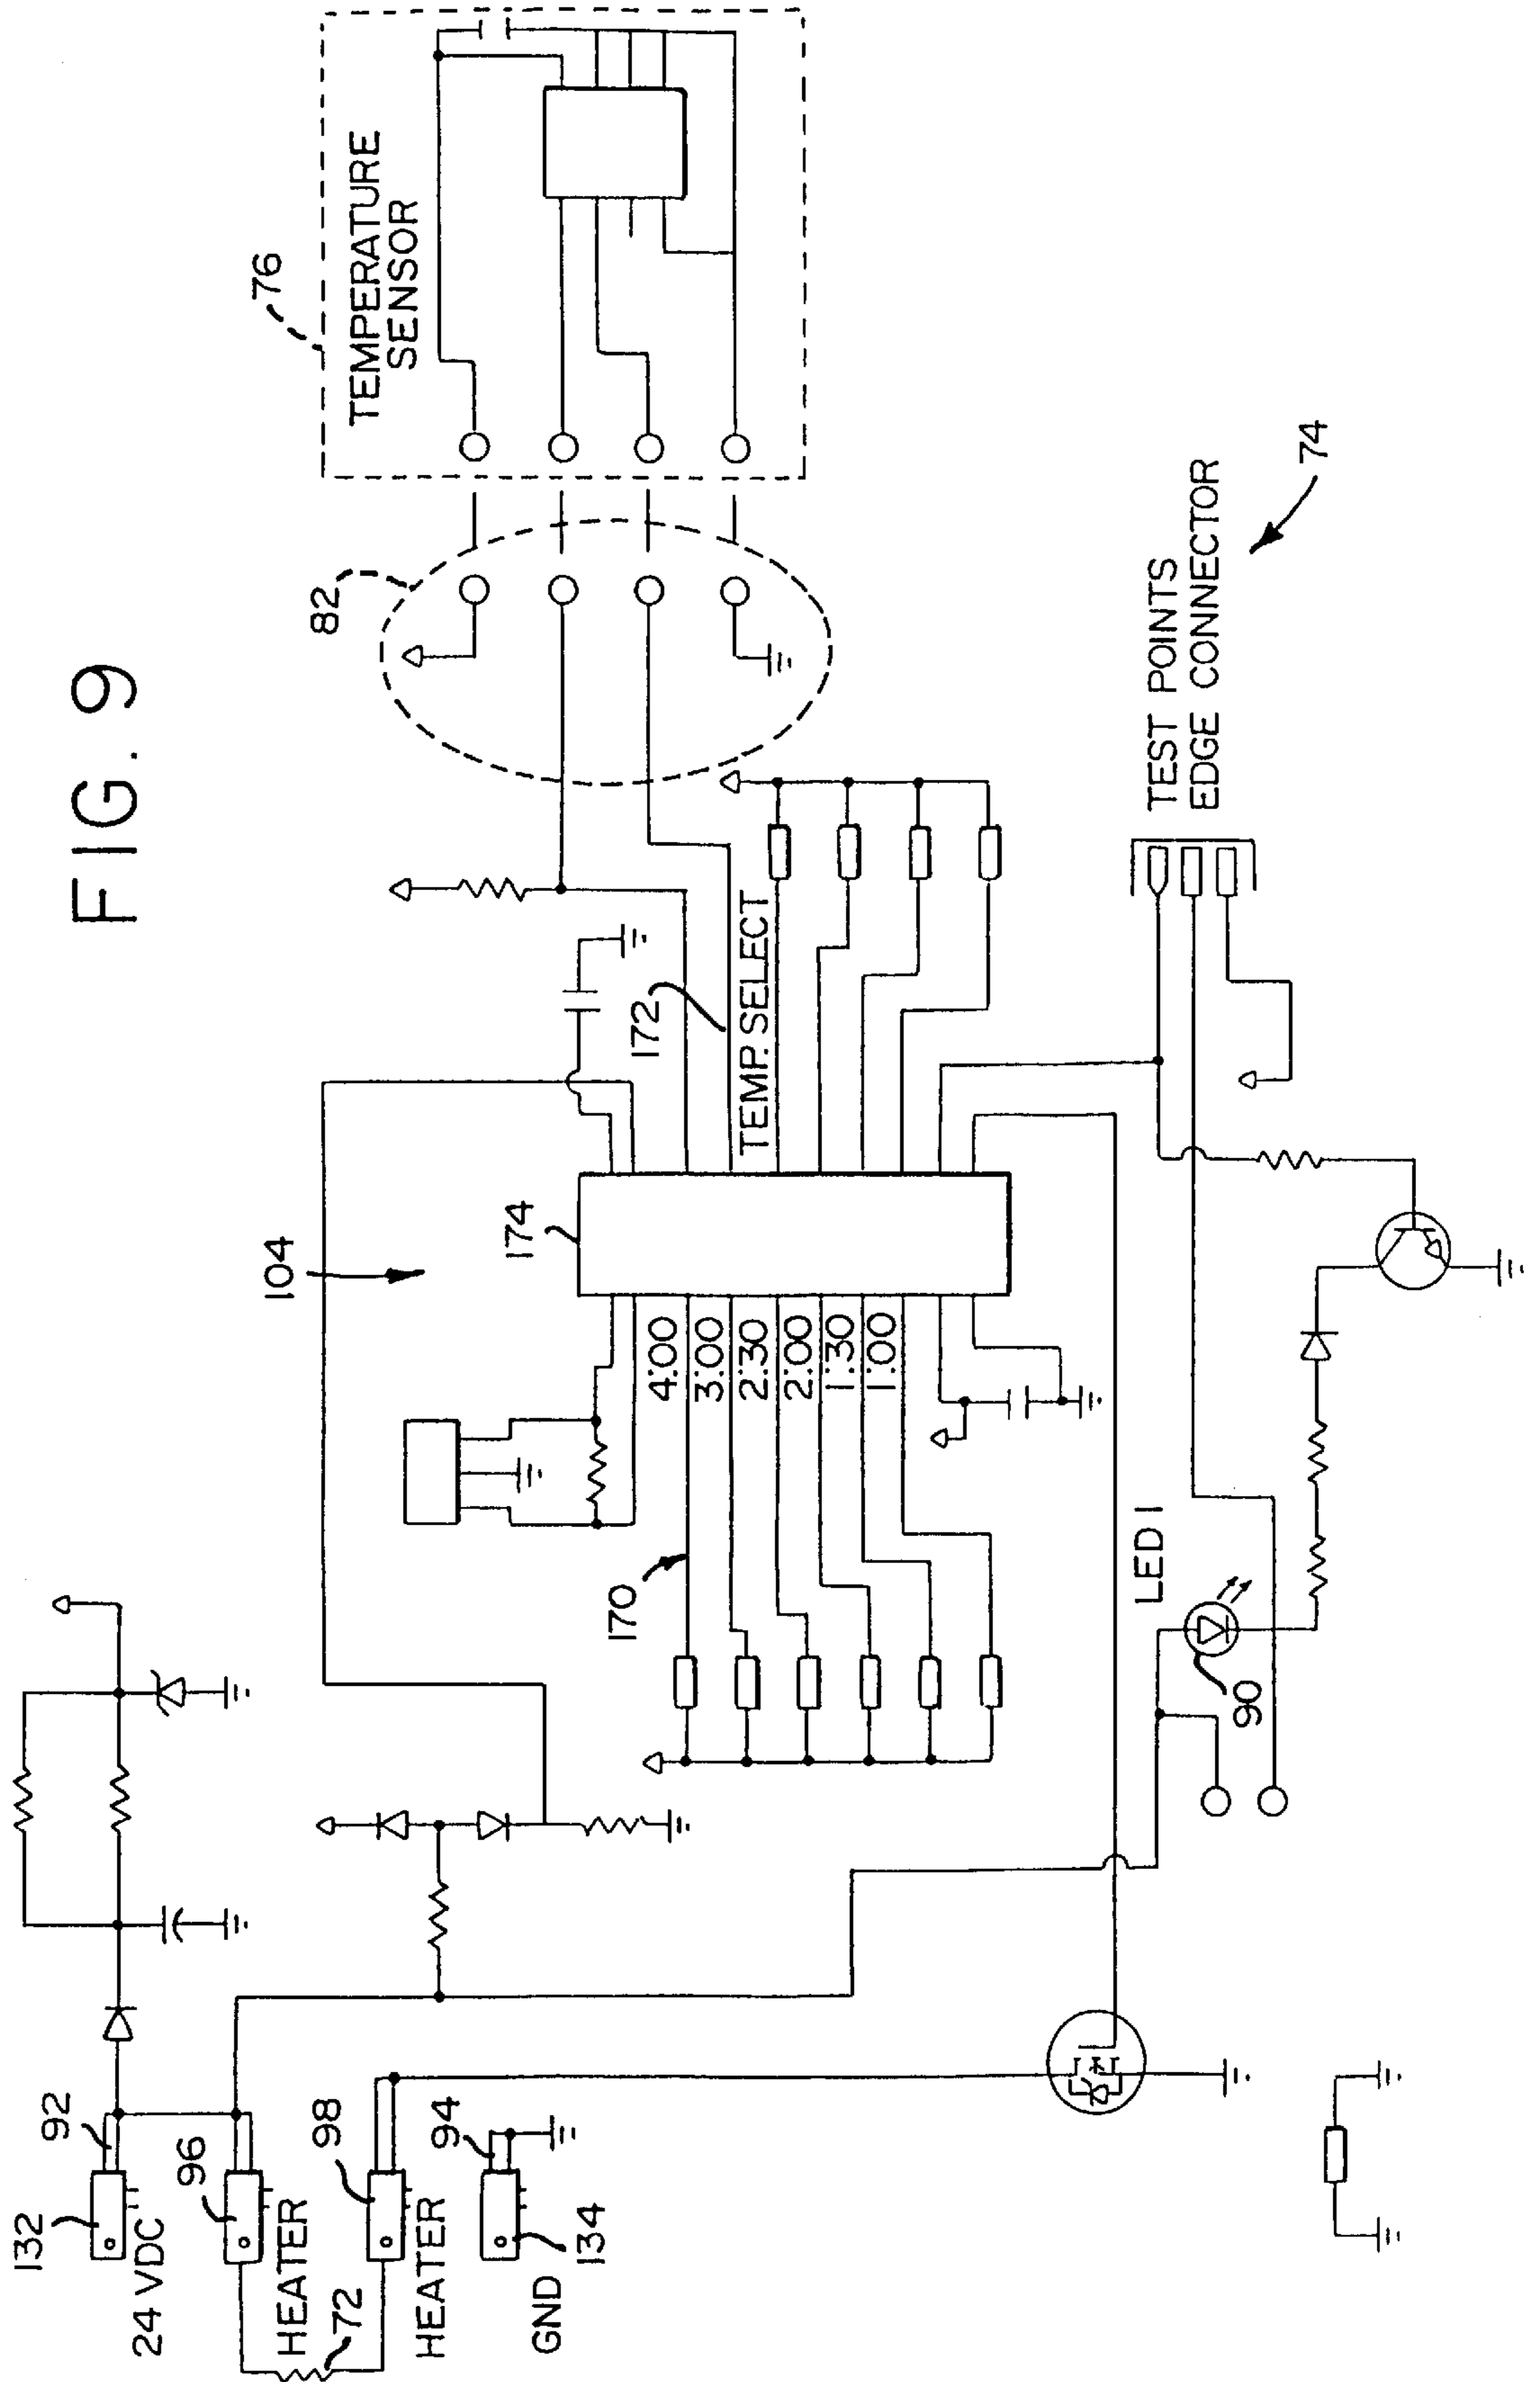 FIG. 9
132
92
24 VDC
96
HEATER
72
98
HEATER
94
GND
134
104
174
4:00
3:00
2:30
2:00
1:30
1:00
170
172
TEMP. SELECT
82
76
TEMPERATURE
SENSOR
LED 1
90
TEST POINTS
EDGE CONNECTOR
74